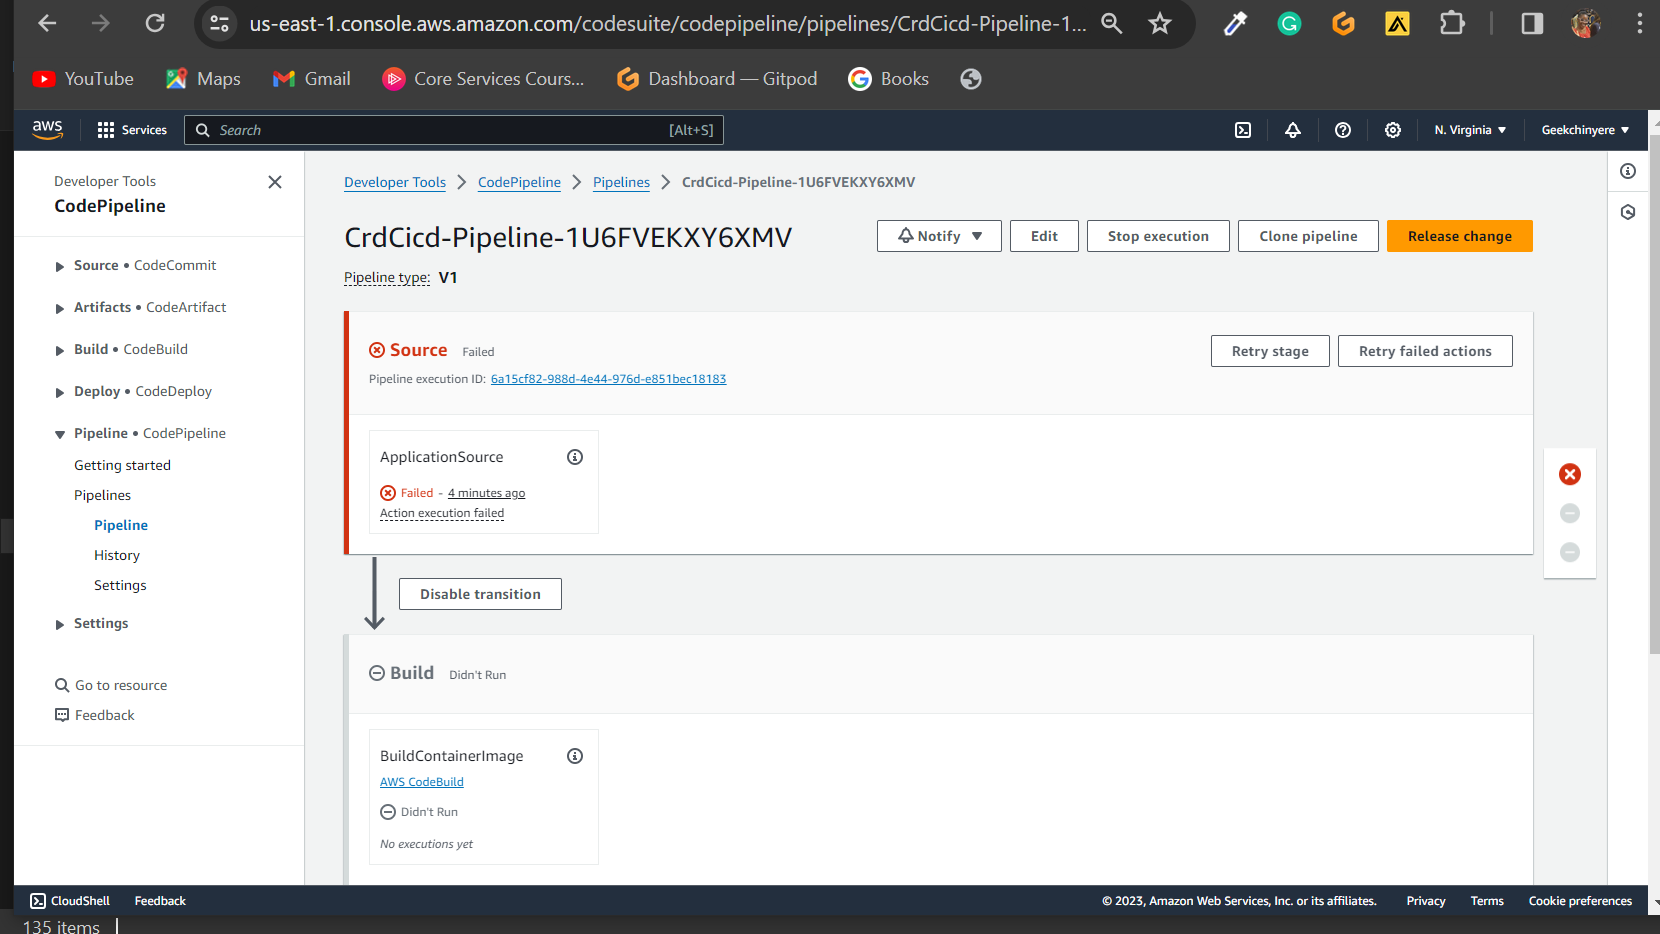 us-east-1.console.aws.amazon.com/codesuite/codepipeline/pipelines/CrdCicd-Pipeline-1...
YouTube Maps Gmail Core Services Cours... Dashboard — Gitpod Books
aws Services Search [Alt+S] N. Virginia Geekchinyere
Developer Tools
CodePipeline
Source • CodeCommit
Artifacts • CodeArtifact
Build • CodeBuild
Deploy • CodeDeploy
Pipeline • CodePipeline
Getting started
Pipelines
Pipeline
History
Settings
Settings
Go to resource
Feedback
Developer Tools > CodePipeline > Pipelines > CrdCicd-Pipeline-1U6FVEKXY6XMV
CrdCicd-Pipeline-1U6FVEKXY6XMV
Notify Edit Stop execution Clone pipeline Release change
Pipeline type: V1
Source Failed
Retry stage Retry failed actions
Pipeline execution ID: 6a15cf82-988d-4e44-976d-e851bec18183
ApplicationSource
Failed - 4 minutes ago
Action execution failed
Disable transition
Build Didn't Run
BuildContainerImage
AWS CodeBuild
Didn't Run
No executions yet
CloudShell Feedback © 2023, Amazon Web Services, Inc. or its affiliates. Privacy Terms Cookie preferences
135 items